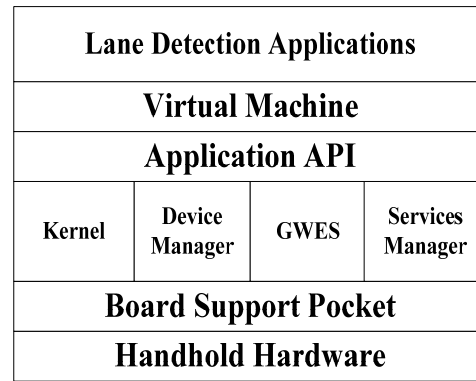 Lane Detection Applications
Virtual Machine
Application API
Kernel
Device
Manager
GWES
Services
Manager
Board Support Pocket
Handhold Hardware